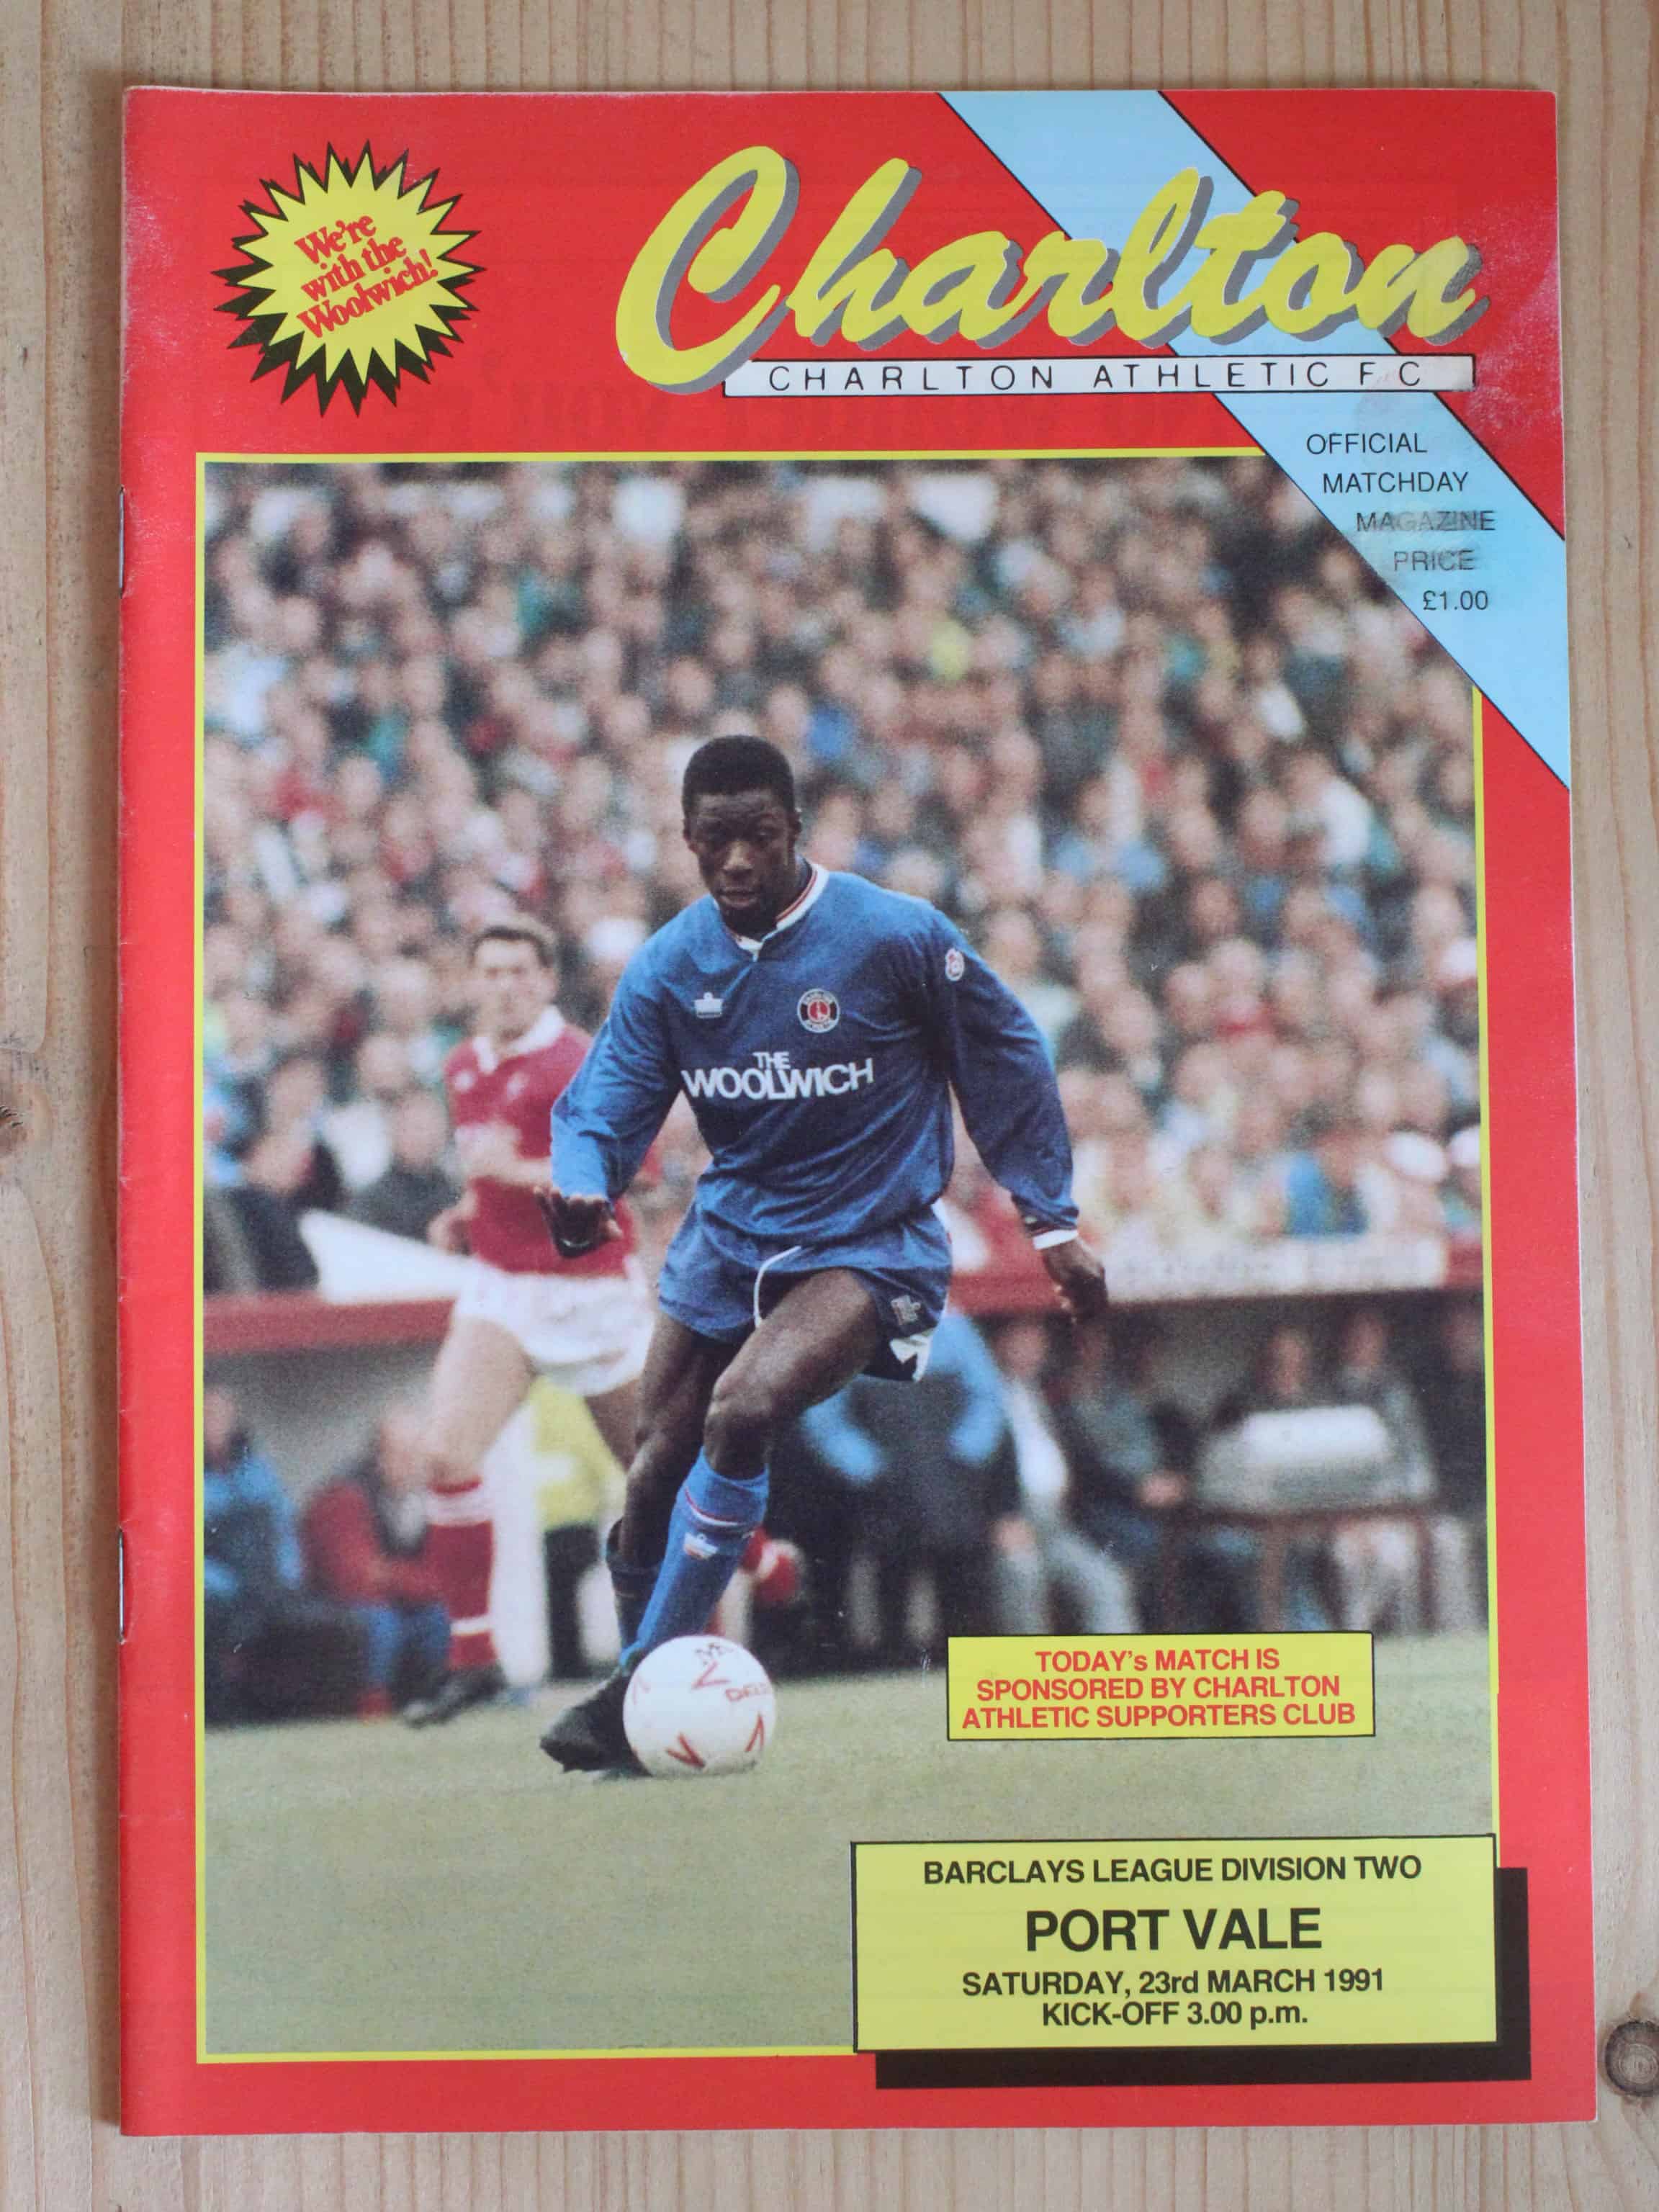 We're
with the
Woolwich!
Charlton
CHARLTON ATHLETIC F C
OFFICIAL
MATCHDAY
MAGAZINE
PRICE
£1.00
THE
WOOLWICH
TODAY's MATCH IS
SPONSORED BY CHARLTON
ATHLETIC SUPPORTERS CLUB
BARCLAYS LEAGUE DIVISION TWO
PORT VALE
SATURDAY, 23rd MARCH 1991
KICK-OFF 3.00 p.m.